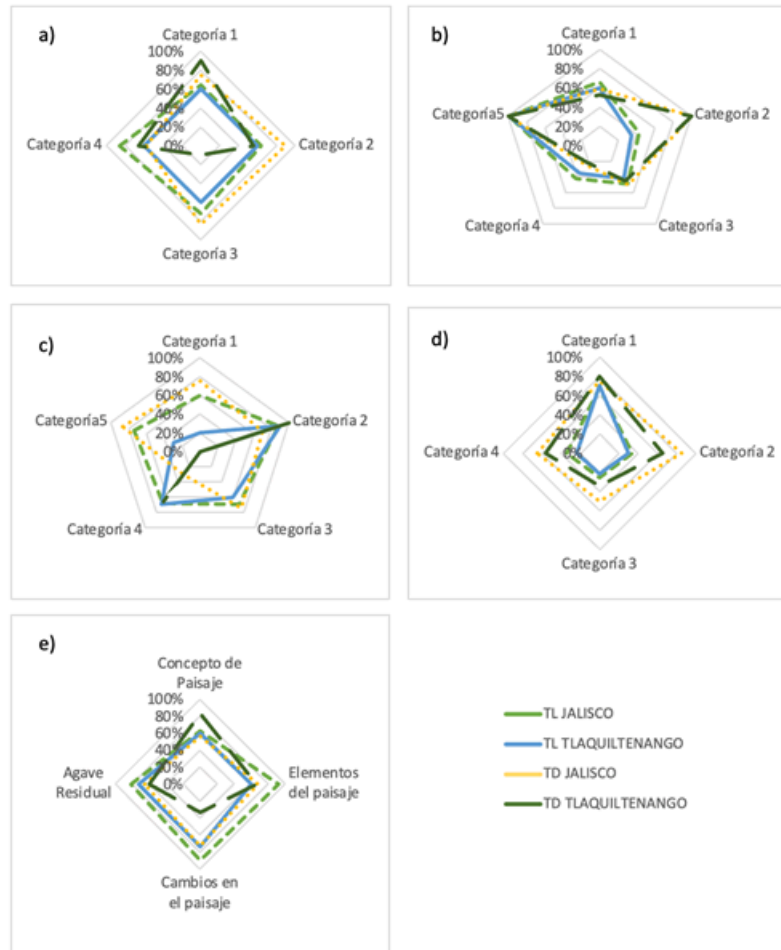 a)
Categoría 1
100%
80%
60%
40%
20%
0%
Categoría 4
Categoría 2
Categoría 3
b)
Categoría 1
100%
80%
60%
40%
20%
0%
Categoría5
Categoría 2
Categoría 4
Categoría 3
c)
Categoría 1
100%
80%
60%
40%
20%
0%
Categoría5
Categoría 2
Categoría 4
Categoría 3
d)
Categoría 1
100%
80%
60%
40%
20%
0%
Categoría 4
Categoría 2
Categoría 3
e)
Concepto de
Paisaje
100%
80%
60%
40%
20%
0%
Agave
Residual
Elementos
del paisaje
Cambios en
el paisaje
TL JALISCO
TL TLAQUILTENANGO
TD JALISCO
TD TLAQUILTENANGO